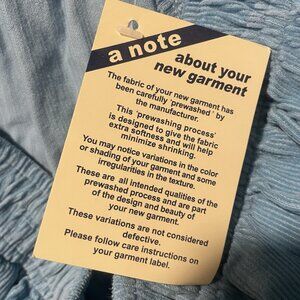 a note
about your
new garment
The fabric of your new garment has
been carefully 'prewashed' by
the manufacturer.
This 'prewashing process'
is designed to give the fabric
extra softness and will help
minimize shrinking.
You may notice variations in the color
or shading of your garment and some
irregularities in the texture.
These are all intended qualities of the
prewashed process and are part
of the design and beauty of
your new garment.
These variations are not considered
defective.
Please follow care instructions on
your garment label.